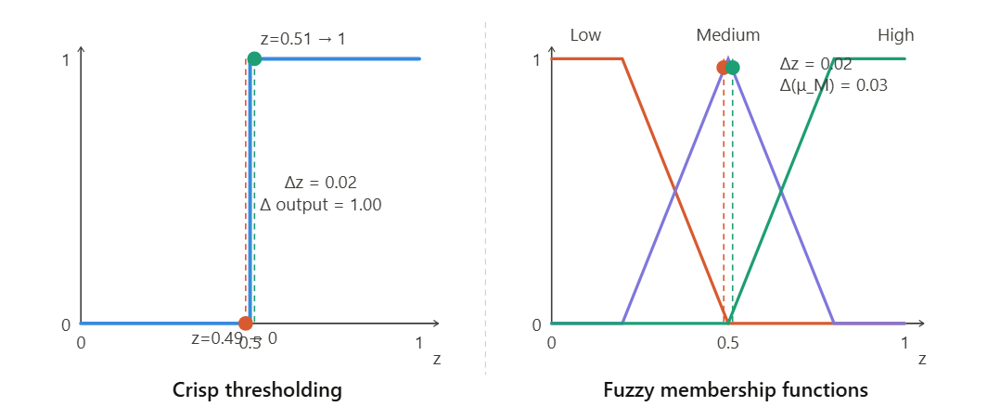 z=0.51 → 1
1
Δz = 0.02
Δ output = 1.00
0
z=0.49 → 0
0
0.5
1
z
Crisp thresholding
Low
Medium
High
1
Δz = 0.02
Δ(μ_M) = 0.03
0
0
0.5
1
z
Fuzzy membership functions